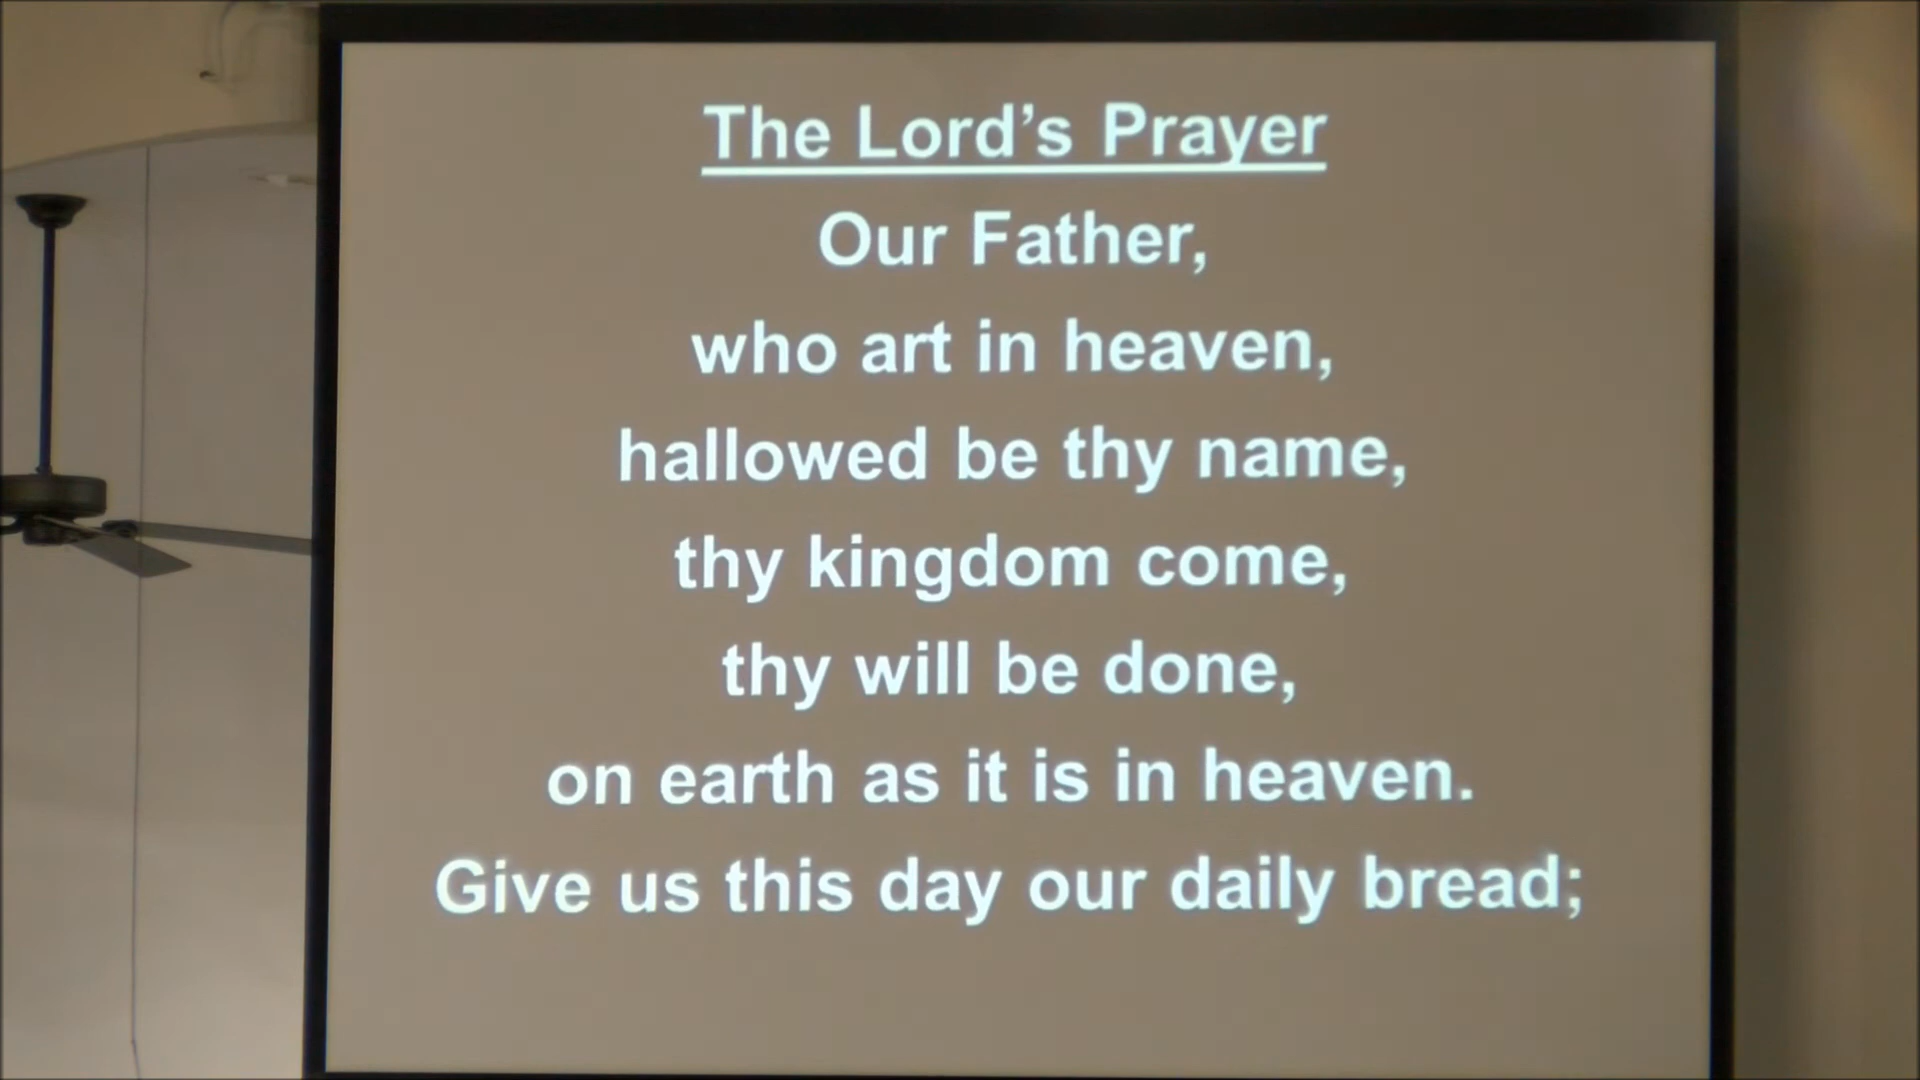 The Lord’s Prayer
Our Father,
who art in heaven,
hallowed be thy name,
thy kingdom come,
thy will be done,
on earth as it is in heaven.
Give us this day our daily bread;